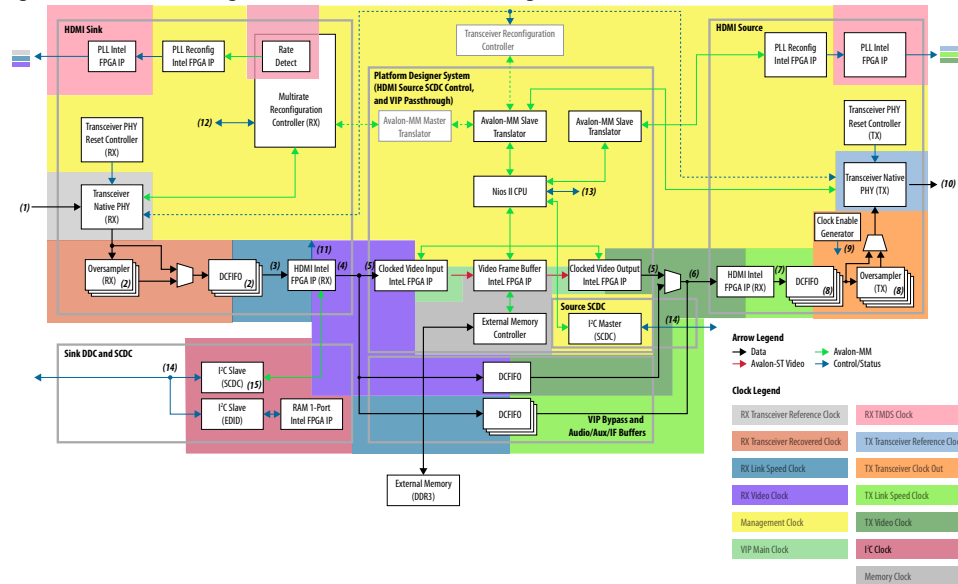 HDMI Sink
PLL Intel
FPGA IP
PLL Reconfig
Intel FPGA IP
Rate
Detect
Multirate
Reconfiguration
Controller (RX)
(12)
Transceiver PHY
Reset Controller
(RX)
(1)
Transceiver
Native PHY
(RX)
Oversampler
(RX)
(2)
DCFIFO
(2)
(3)
(11)
HDMI Intel
FPGA IP (RX)
(4)
Transceiver Reconfiguration
Controller
Platform Designer System
(HDMI Source SCDC Control,
and VIP Passthrough)
Avalon-MM Master
Translator
Avalon-MM Slave
Translator
Avalon-MM Slave
Translator
Nios II CPU
(13)
(5)
Clocked Video Input
InteL FPGA IP
Video Frame Buffer
InteL FPGA IP
Clocked Video Output
InteL FPGA IP
(5)
(6)
External Memory
Controller
Source SCDC
I²C Master
(SCDC)
(14)
DCFIFO
DCFIFO
VIP Bypass and
Audio/Aux/IF Buffers
External Memory
(DDR3)
HDMI Source
PLL Reconfig
Intel FPGA IP
PLL Intel
FPGA IP
Transceiver PHY
Reset Controller
(TX)
Transceiver Native
PHY (TX)
(10)
Clock Enable
Generator
(9)
HDMI Intel
FPGA IP (RX)
(7)
DCFIFO
(8)
Oversampler
(TX)
(8)
Sink DDC and SCDC
(14)
I²C Slave
(SCDC)
(15)
I²C Slave
(EDID)
RAM 1-Port
Intel FPGA IP
Arrow Legend
Data
Avalon-MM
Avalon-ST Video
Control/Status
Clock Legend
RX Transceiver Reference Clock
RX TMDS Clock
RX Transceiver Recovered Clock
TX Transceiver Reference Cloc
RX Link Speed Clock
TX Transceiver Clock Out
RX Video Clock
TX Link Speed Clock
Management Clock
TX Video Clock
VIP Main Clock
I²C Clock
Memory Clock